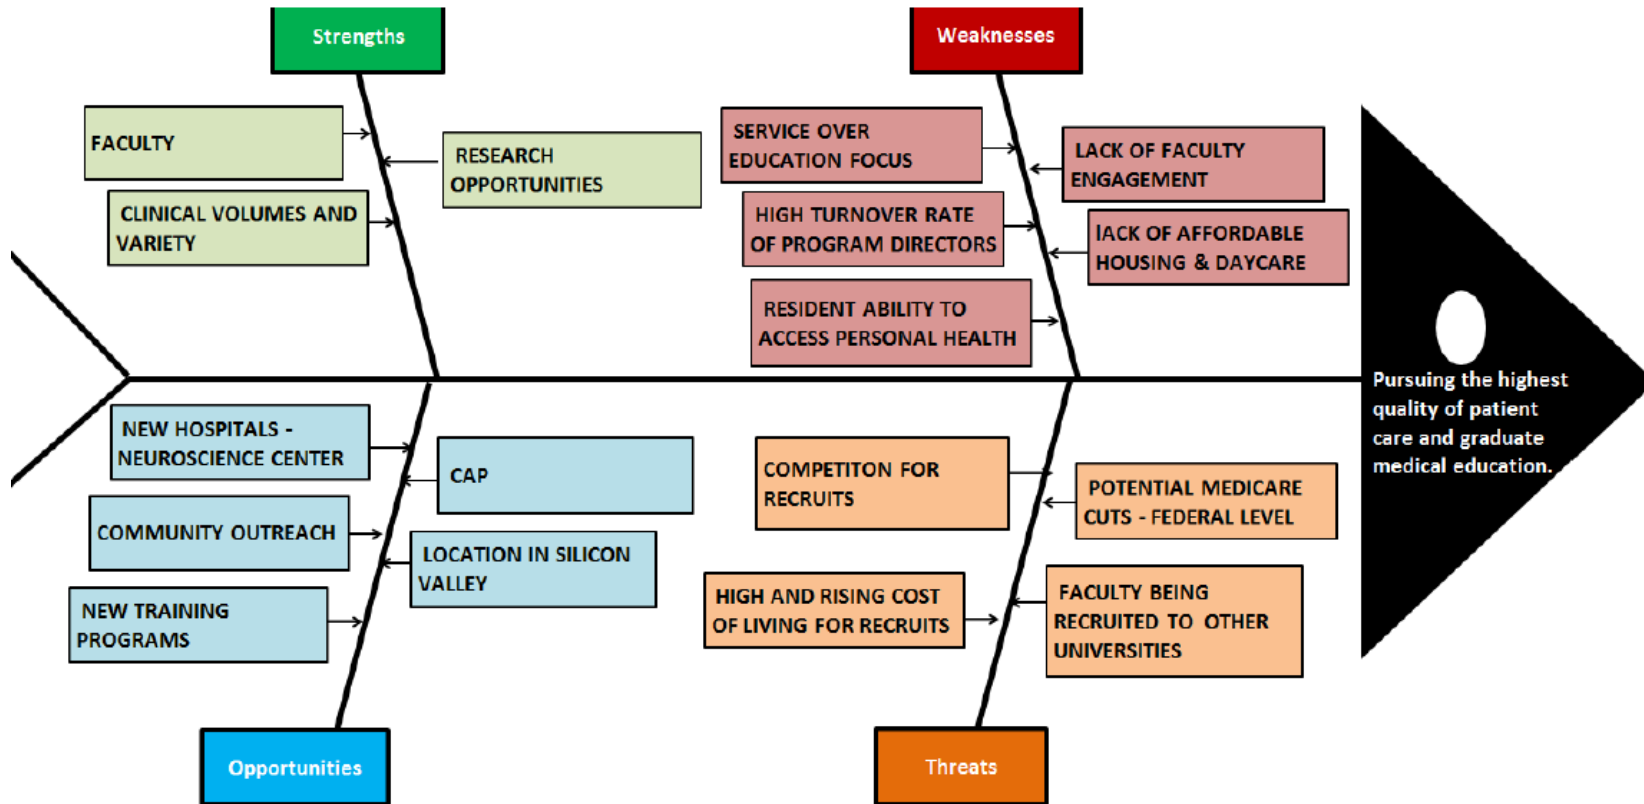 Strengths
FACULTY
RESEARCH
OPPORTUNITIES
CLINICAL VOLUMES AND
VARIETY
Weaknesses
SERVICE OVER
EDUCATION FOCUS
LACK OF FACULTY
ENGAGEMENT
HIGH TURNOVER RATE
OF PROGRAM DIRECTORS
lACK OF AFFORDABLE
HOUSING & DAYCARE
RESIDENT ABILITY TO
ACCESS PERSONAL HEALTH
Pursuing the highest
quality of patient
care and graduate
medical education.
NEW HOSPITALS -
NEUROSCIENCE CENTER
CAP
COMMUNITY OUTREACH
LOCATION IN SILICON
VALLEY
NEW TRAINING
PROGRAMS
Opportunities
COMPETITON FOR
RECRUITS
POTENTIAL MEDICARE
CUTS - FEDERAL LEVEL
HIGH AND RISING COST
OF LIVING FOR RECRUITS
FACULTY BEING
RECRUITED TO OTHER
UNIVERSITIES
Threats